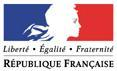 Liberté • Égalité • Fraternité
RÉPUBLIQUE FRANÇAISE